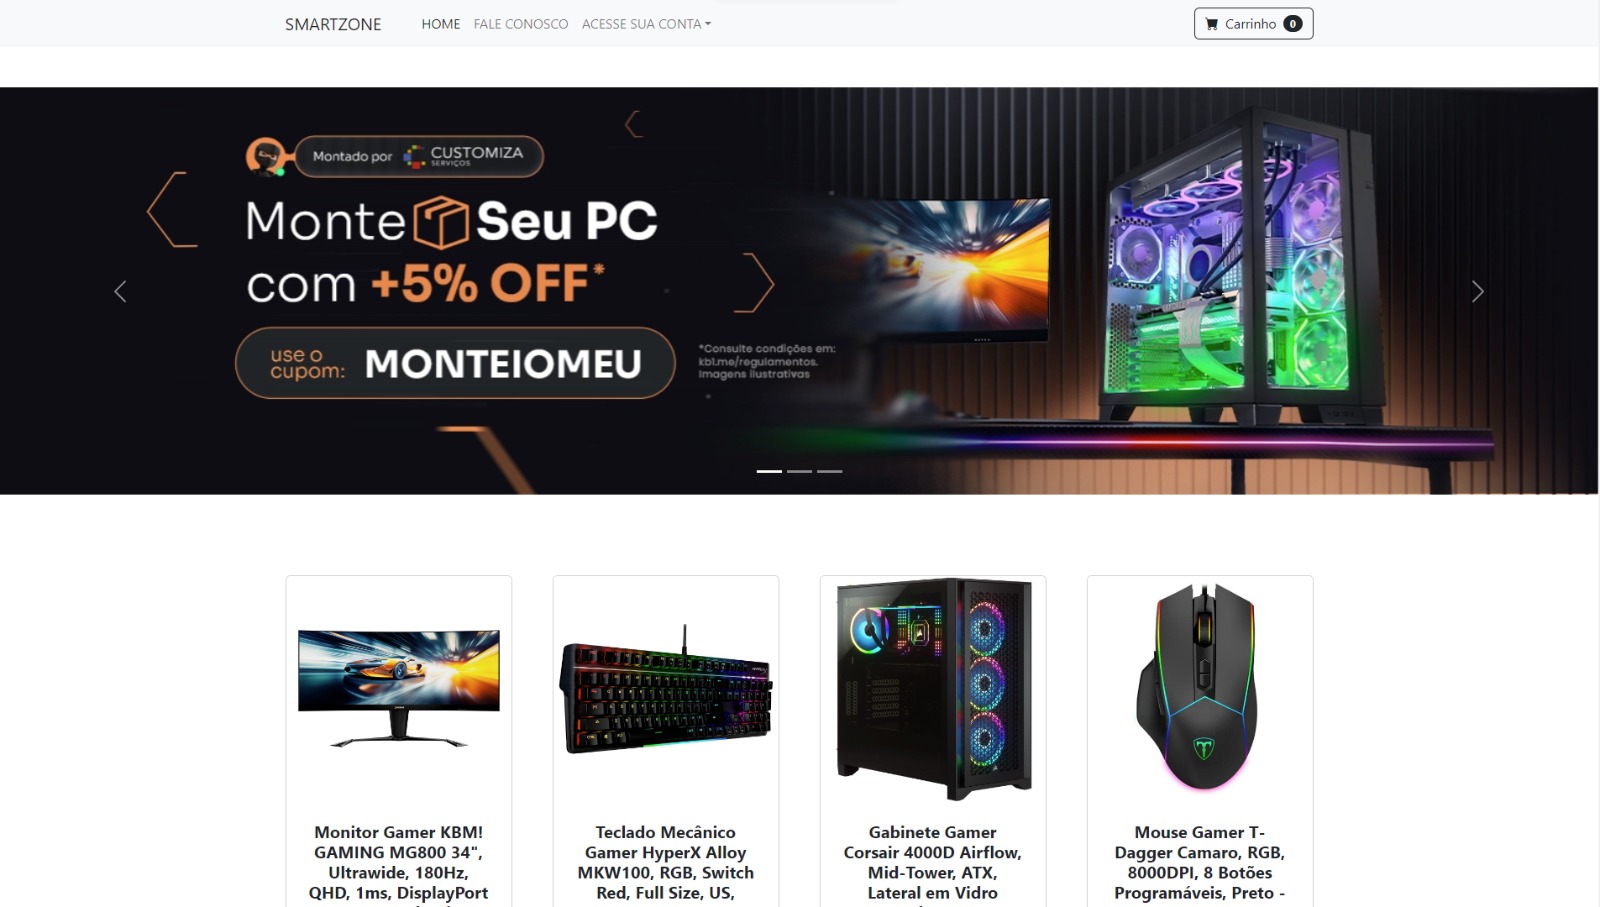 SMARTZONE
HOME
FALE CONOSCO
ACESSE SUA CONTA
Carrinho 0
Montado por CUSTOMIZA
SERVIÇOS
Monte Seu PC
com +5% OFF*
use o
cupom: MONTEIOMEU
*Consulte condições em:
kb1.me/regulamentos.
Imagens ilustrativas
Monitor Gamer KBM!
GAMING MG800 34",
Ultrawide, 180Hz,
QHD, 1ms, DisplayPort
Teclado Mecânico
Gamer HyperX Alloy
MKW100, RGB, Switch
Red, Full Size, US,
Gabinete Gamer
Corsair 4000D Airflow,
Mid-Tower, ATX,
Lateral em Vidro
Mouse Gamer T-
Dagger Camaro, RGB,
8000DPI, 8 Botões
Programáveis, Preto -